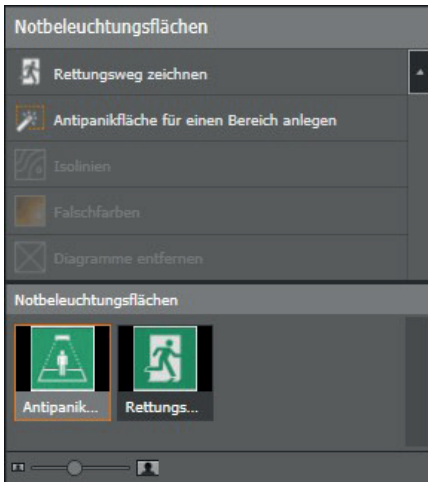 Notbeleuchtungsflächen
Rettungsweg zeichnen
Antipanikfläche für einen Bereich anlegen
Isolinien
Falschfarben
Diagramme entfernen
Notbeleuchtungsflächen
Antipanik... Rettungs...